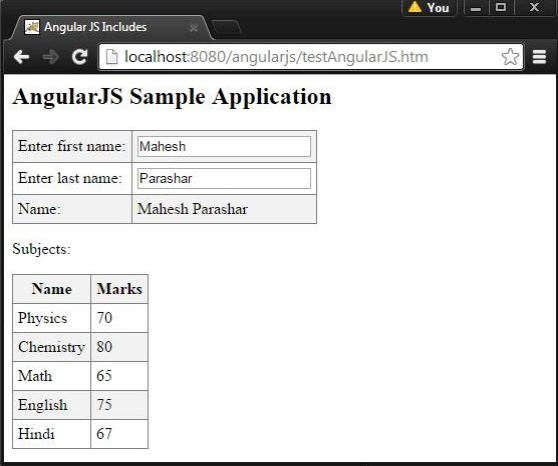 You
Angular JS Includes
localhost:8080/angularjs/testAngularJS.htm
AngularJS Sample Application
Enter first name: Mahesh
Enter last name: Parashar
Name: Mahesh Parashar
Subjects:
Name Marks
Physics 70
Chemistry 80
Math 65
English 75
Hindi 67